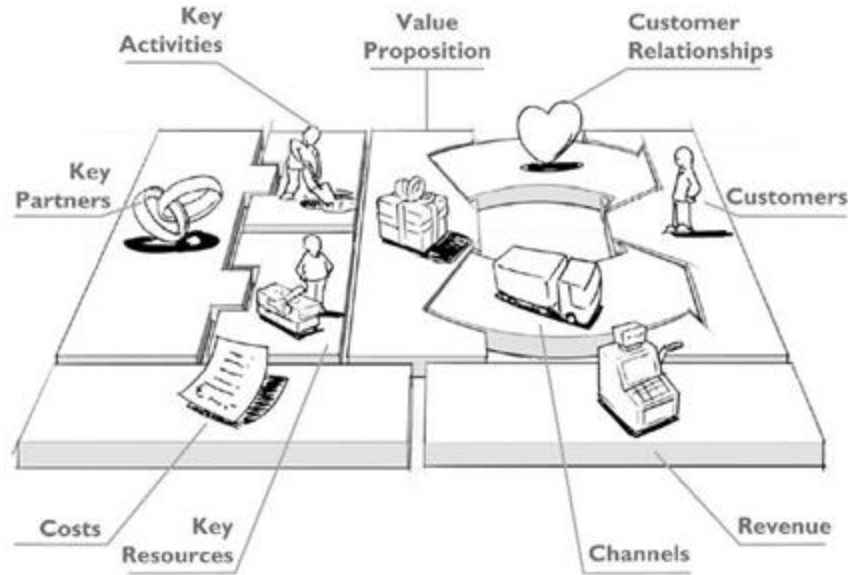 Key
Activities
Value
Proposition
Customer
Relationships
Key
Partners
Customers
Costs
Key
Resources
Channels
Revenue